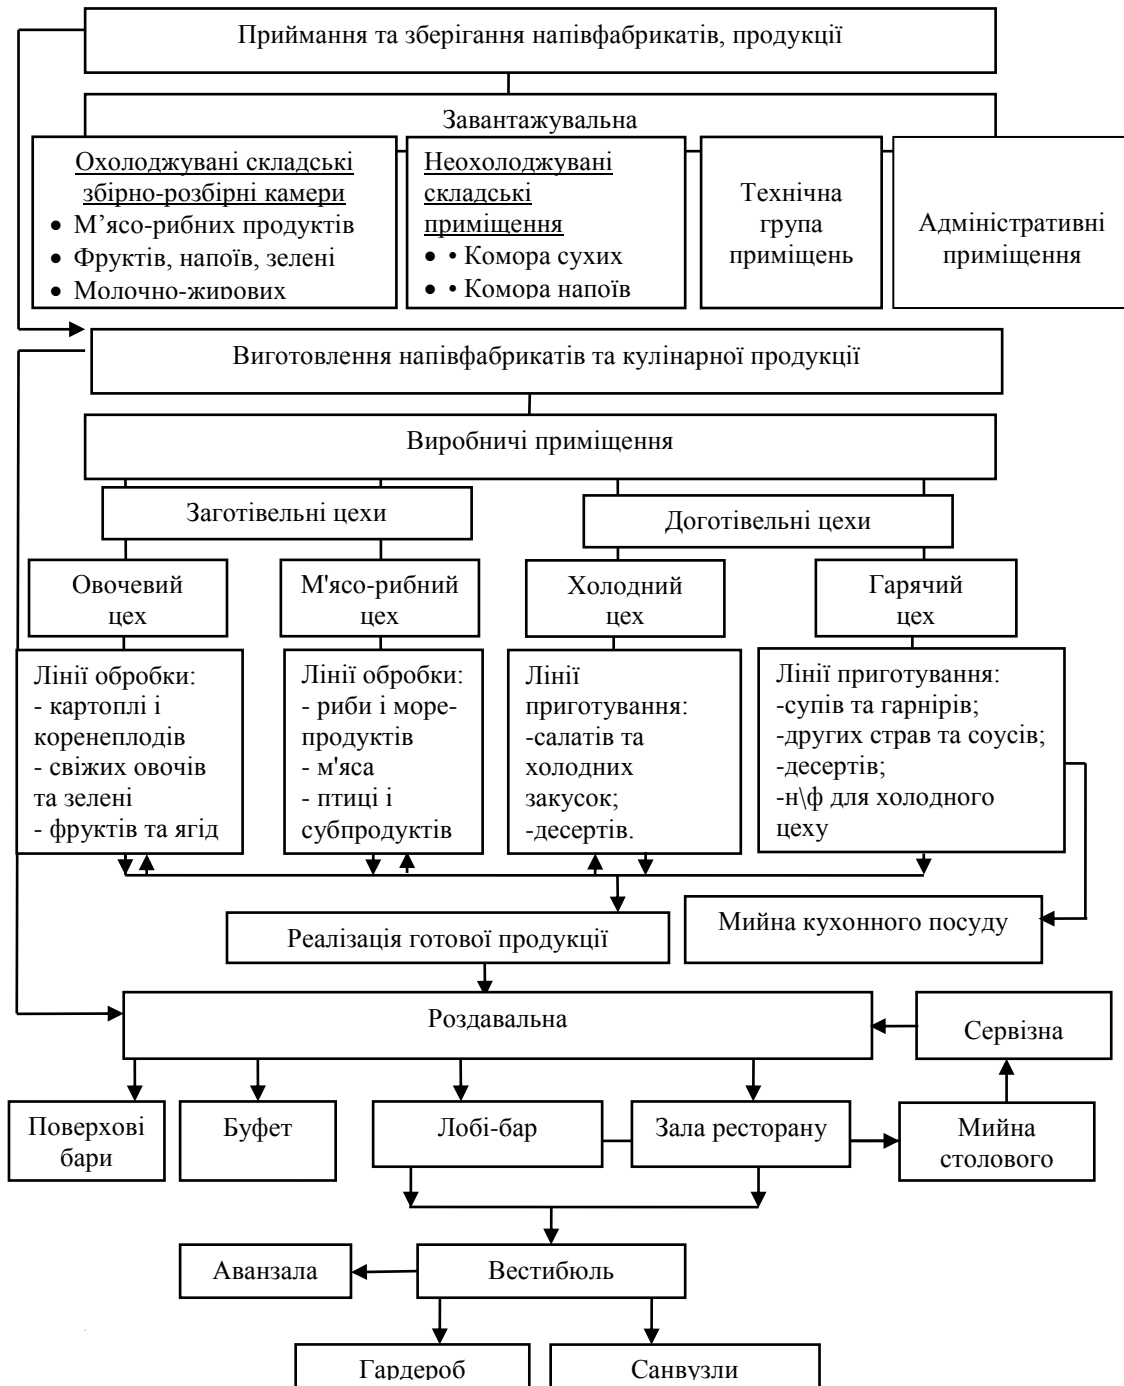 Приймання та зберігання напівфабрикатів, продукції
Завантажувальна
Охолоджувані складські
збірно-розбірні камери
• М’ясо-рибних продуктів
• Фруктів, напоїв, зелені
• Молочно-жирових
Неохолоджувані
складські
приміщення
• • Комора сухих
• • Комора напоїв
Технічна
група
приміщень
Адміністративні
приміщення
Виготовлення напівфабрикатів та кулінарної продукції
Виробничі приміщення
Заготівельні цехи
Доготівельні цехи
Овочевий
цех
М'ясо-рибний
цех
Холодний
цех
Гарячий
цех
Лінії обробки:
- картоплі і
коренеплодів
- свіжих овочів
та зелені
- фруктів та ягід
Лінії обробки:
- риби і море-
продуктів
- м'яса
- птиці і
субпродуктів
Лінії
приготування:
-салатів та
холодних
закусок;
-десертів.
Лінії приготування:
-супів та гарнірів;
-других страв та соусів;
-десертів;
-н\ф для холодного
цеху
Мийна кухонного посуду
Реалізація готової продукції
Роздавальна
Сервізна
Поверхові
бари
Буфет
Лобі-бар
Зала ресторану
Мийна
столового
Аванзала
Вестибюль
Гардероб
Санвузли